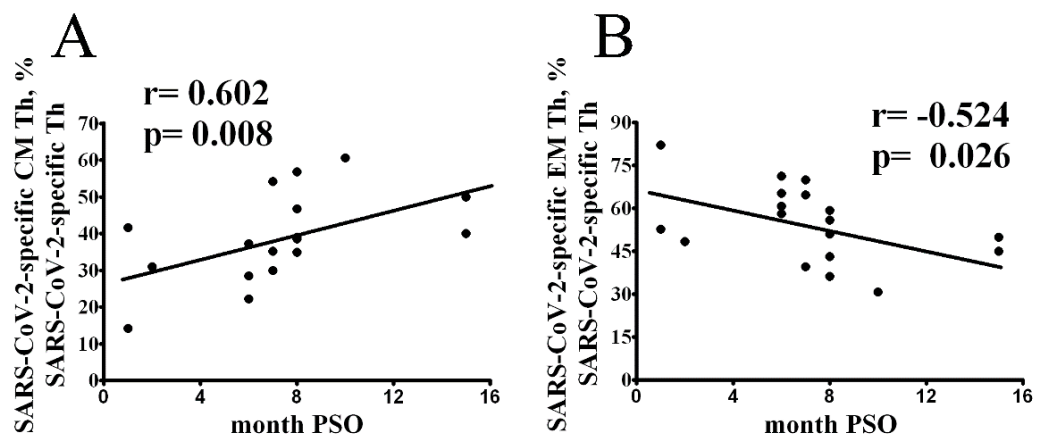 A
SARS-CoV-2-specific CM Th, %
SARS-CoV-2-specific Th
r= 0.602
p= 0.008
70
60
50
40
30
20
10
0
0 4 8 12 16
month PSO
B
SARS-CoV-2-specific EM Th, %
SARS-CoV-2-specific Th
r= -0.524
p= 0.026
90
75
60
45
30
15
0
0 4 8 12 16
month PSO